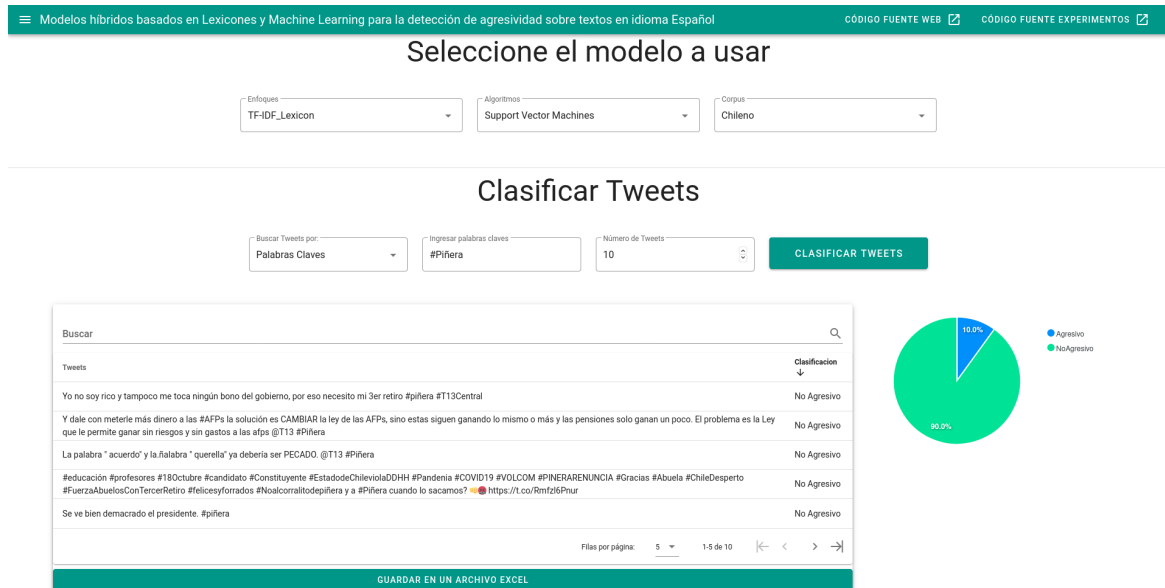 Modelos híbridos basados en Lexicones y Machine Learning para la detección de agresividad sobre textos en idioma Español
CÓDIGO FUENTE WEB
CÓDIGO FUENTE EXPERIMENTOS
Seleccione el modelo a usar
Enfoques
TF-IDF_Lexicon
Algoritmos
Support Vector Machines
Corpus
Chileno
Clasificar Tweets
Buscar Tweets por:
Palabras Claves
Ingresar palabras claves
#Piñera
Número de Tweets
10
CLASIFICAR TWEETS
Buscar
Tweets
Clasificacion
Yo no soy rico y tampoco me toca ningún bono del gobierno, por eso necesito mi 3er retiro #piñera #T13Central
No Agresivo
Y dale con meterle más dinero a las #AFPs la solución es CAMBIAR la ley de las AFPs, sino estas siguen ganando lo mismo o más y las pensiones solo ganan un poco. El problema es la Ley
que le permite ganar sin riesgos y sin gastos a las afps @T13 #Piñera
No Agresivo
La palabra " acuerdo" y la.ñalabra " querella" ya debería ser PECADO. @T13 #Piñera
No Agresivo
#educación #profesores #18Octubre #candidato #Constituyente #EstadodeChileviolaDDHH #Pandenia #COVID19 #VOLCOM #PINERARENUNCIA #Gracias #Abuela #ChileDesperto
#FuerzaAbuelosConTercerRetiro #felicesyforrados #Noalcorralitodepiñera y a #Piñera cuando lo sacamos? 👊😡 https://t.co/Rmfzl6Pnur
No Agresivo
Se ve bien demacrado el presidente. #piñera
No Agresivo
Filas por página:
5
1-5 de 10
GUARDAR EN UN ARCHIVO EXCEL
10.0%
90.0%
Agresivo
NoAgresivo